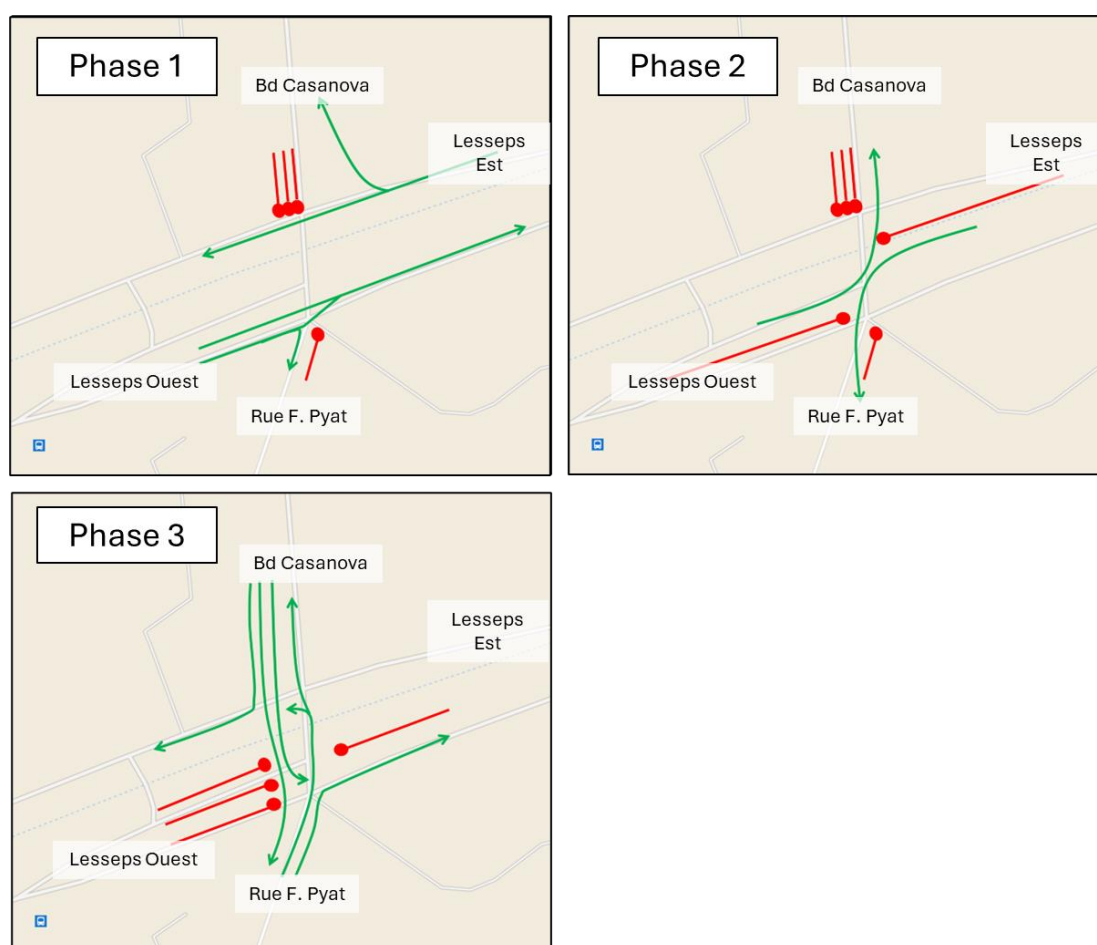 Phase 1
Bd Casanova
Lesseps
Est
Lesseps Ouest
Rue F. Pyat
Phase 2
Bd Casanova
Lesseps
Est
Lesseps Ouest
Rue F. Pyat
Phase 3
Bd Casanova
Lesseps
Est
Lesseps Ouest
Rue F. Pyat